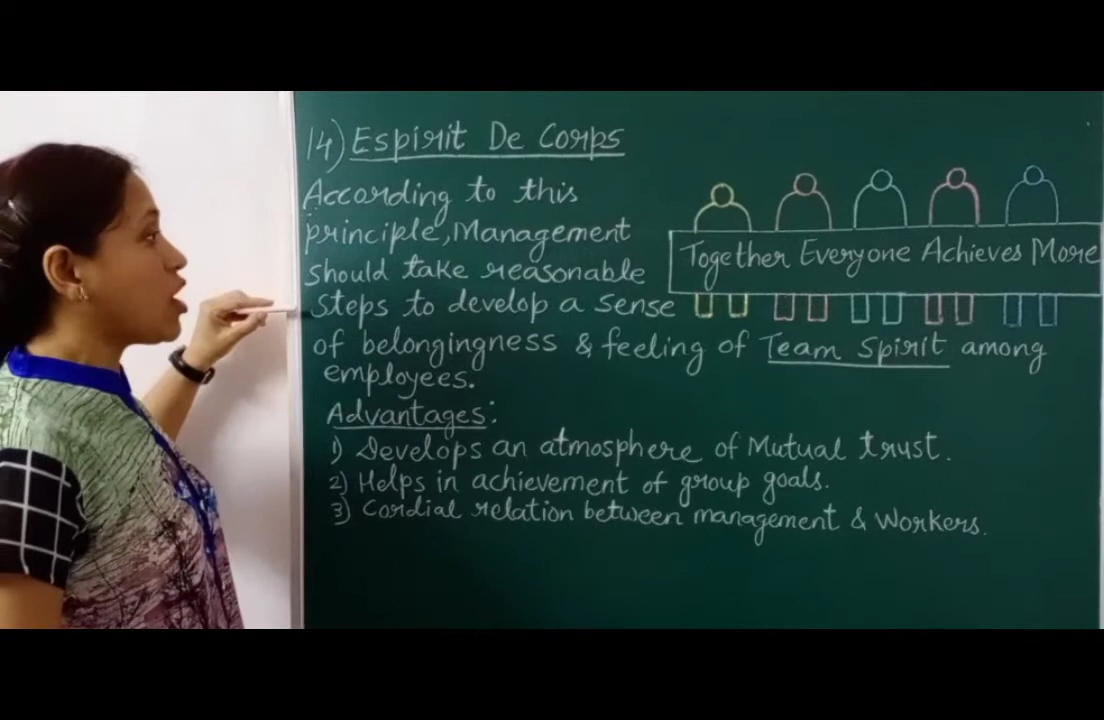 14) Espirit De Corps
According to this
principle, Management
should take reasonable
steps to develop a sense
of belongingness & feeling of Team Spirit among
employees.
Together Everyone Achieves More
Advantages:
1) Develops an atmosphere of Mutual trust.
2) Helps in achievement of group goals.
3) Cordial relation between management & Workers.